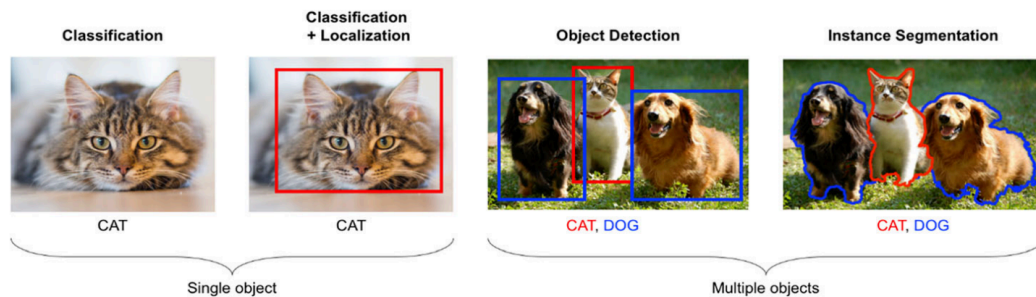 Classification
Classification
+ Localization
Object Detection
Instance Segmentation
CAT
CAT
CAT, DOG
CAT, DOG
Single object
Multiple objects